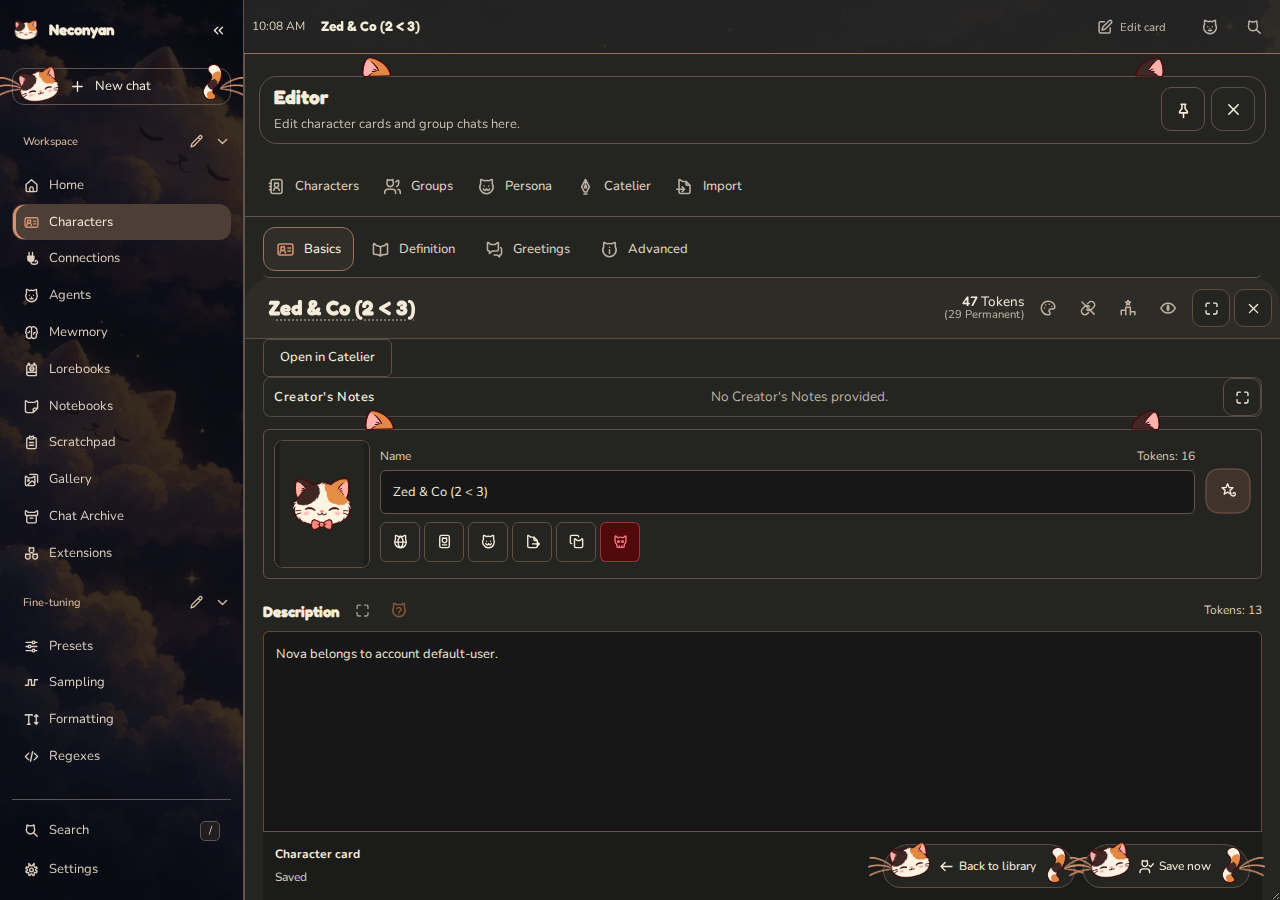 Neconyan
New chat
Workspace
Home
Characters
Connections
Agents
Mewmory
Lorebooks
Notebooks
Scratchpad
Gallery
Chat Archive
Extensions
Fine-tuning
Presets
Sampling
Formatting
Regexes
Search /
Settings
10:08 AM Zed & Co (2 < 3) Edit card
Editor
Edit character cards and group chats here.
Characters Groups Persona Catelier Import
Basics Definition Greetings Advanced
Zed & Co (2 < 3) 47 Tokens
(29 Permanent)
Open in Catelier
Creator's Notes No Creator's Notes provided.
Name Tokens: 16
Zed & Co (2 < 3)
Description Tokens: 13
Nova belongs to account default-user.
Character card
Saved
Back to library Save now